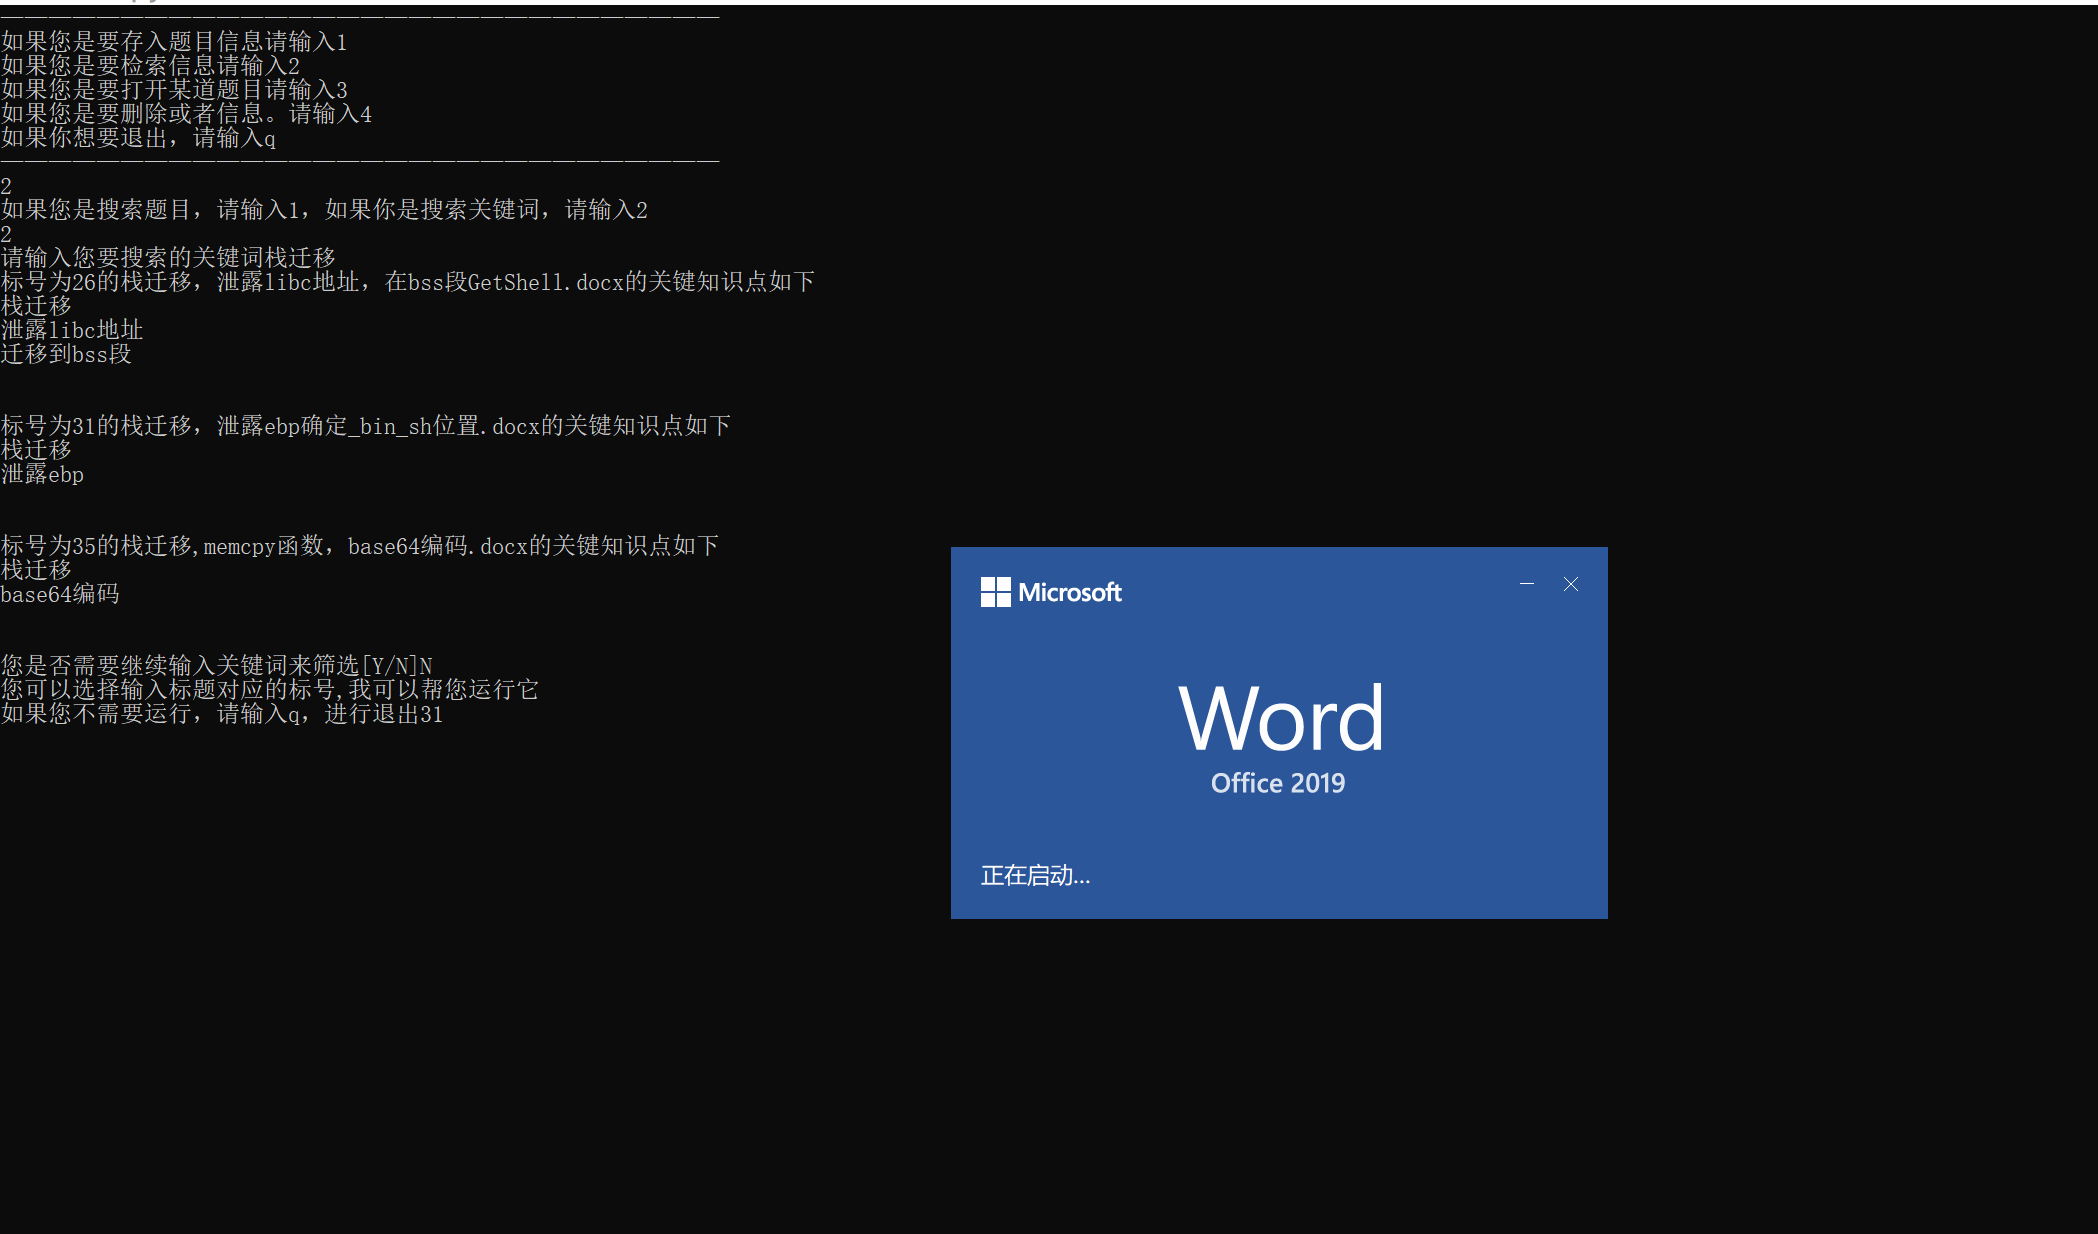 ————————————————————————————————
如果您是要存入题目信息请输入1
如果您是要检索信息请输入2
如果您是要打开某道题目请输入3
如果您是要删除或者信息。请输入4
如果你想要退出，请输入q
————————————————————————————————
2
如果您是搜索题目，请输入1，如果你是搜索关键词，请输入2
2
请输入您要搜索的关键词栈迁移
标号为26的栈迁移，泄露libc地址，在bss段GetShell.docx的关键知识点如下
栈迁移
泄露libc地址
迁移到bss段
标号为31的栈迁移，泄露ebp确定_bin_sh位置.docx的关键知识点如下
栈迁移
泄露ebp
标号为35的栈迁移,memcpy函数，base64编码.docx的关键知识点如下
栈迁移
base64编码
您是否需要继续输入关键词来筛选[Y/N]N
您可以选择输入标题对应的标号,我可以帮您运行它
如果您不需要运行，请输入q，进行退出31
Microsoft
Word
Office 2019
正在启动...